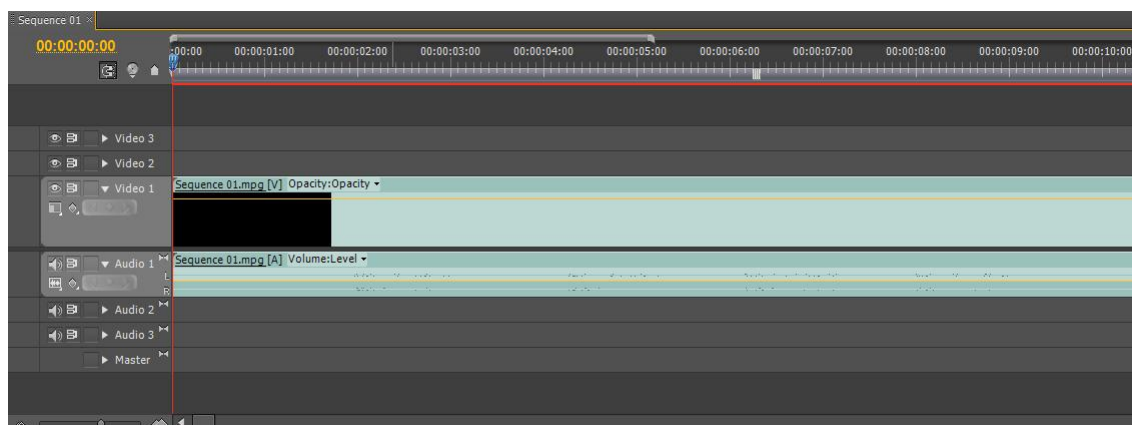 Sequence 01 ×
00:00:00:00
:00:00 00:00:01:00 00:00:02:00 00:00:03:00 00:00:04:00 00:00:05:00 00:00:06:00 00:00:07:00 00:00:08:00 00:00:09:00 00:00:10:00
Video 3
Video 2
Video 1 Sequence 01.mpg [V] Opacity:Opacity
Audio 1 Sequence 01.mpg [A] Volume:Level
L
R
Audio 2
Audio 3
Master